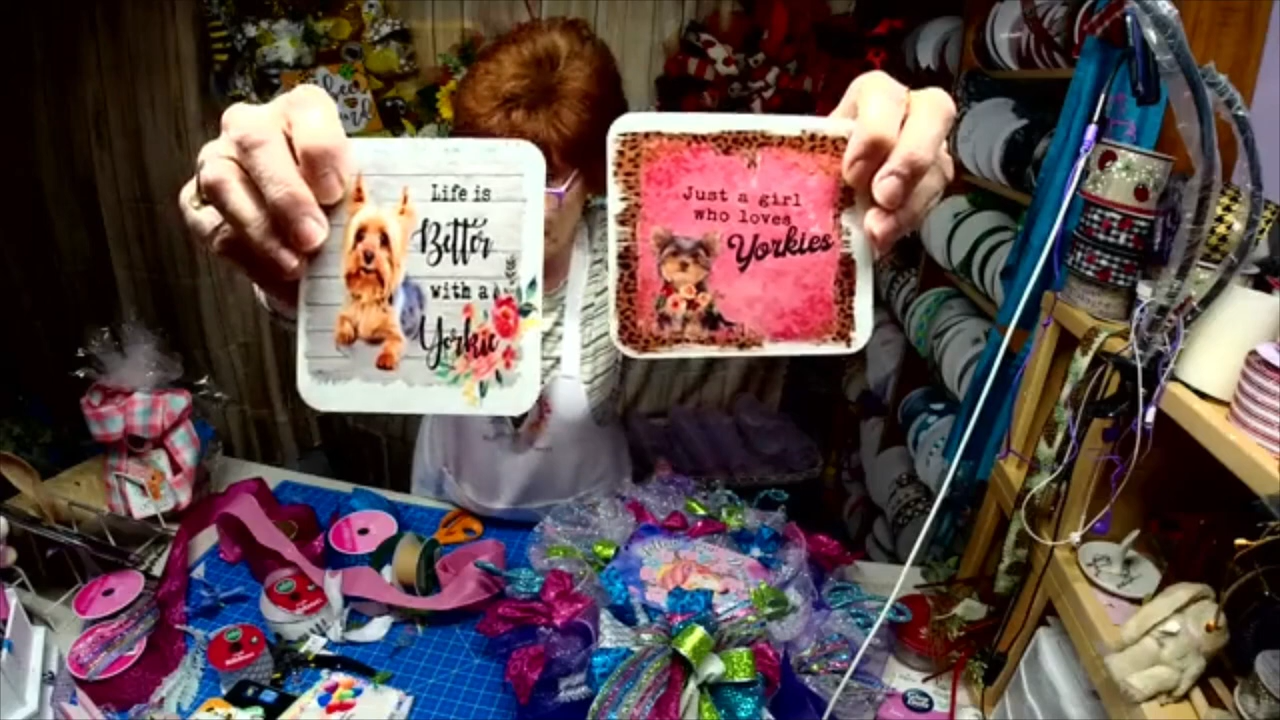 Life is
Better
with a
Yorkie
Just a girl
who loves
Yorkies